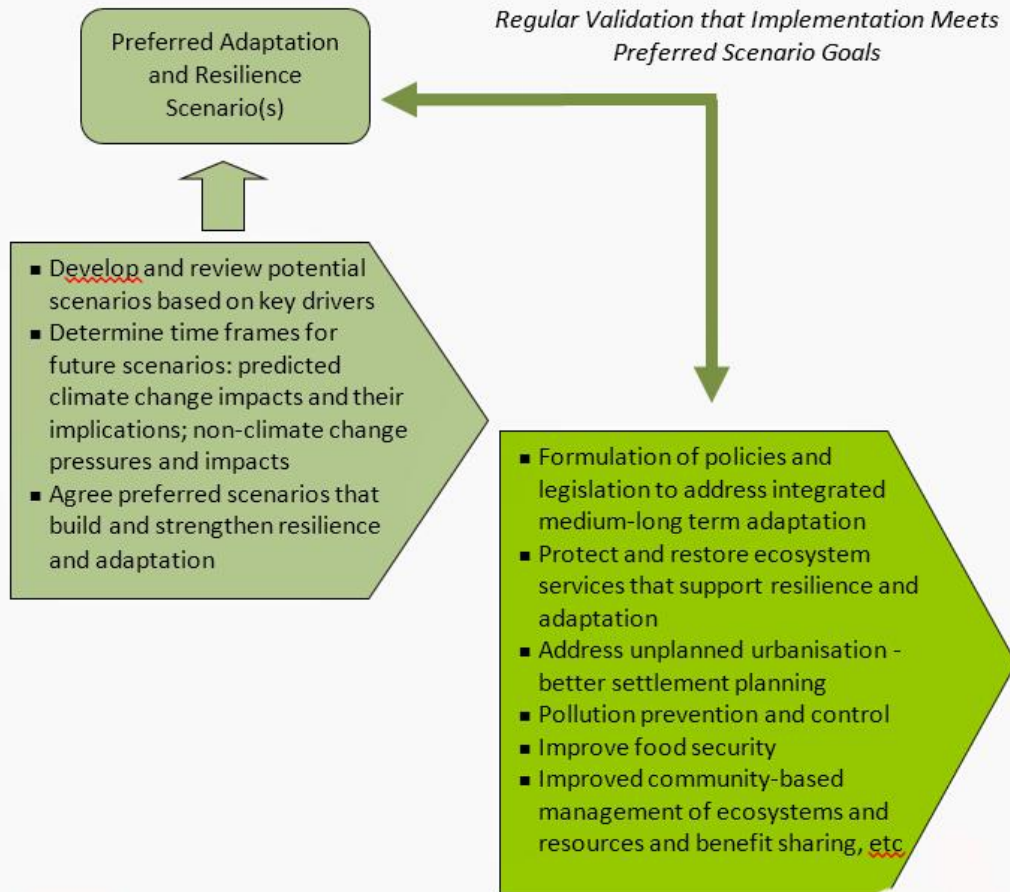 Regular Validation that Implementation Meets
Preferred Scenario Goals
Preferred Adaptation
and Resilience
Scenario(s)
▪ Develop and review potential
scenarios based on key drivers
▪ Determine time frames for
future scenarios: predicted
climate change impacts and their
implications; non-climate change
pressures and impacts
▪ Agree preferred scenarios that
build and strengthen resilience
and adaptation
▪ Formulation of policies and
legislation to address integrated
medium-long term adaptation
▪ Protect and restore ecosystem
services that support resilience and
adaptation
▪ Address unplanned urbanisation -
better settlement planning
▪ Pollution prevention and control
▪ Improve food security
▪ Improved community-based
management of ecosystems and
resources and benefit sharing, etc